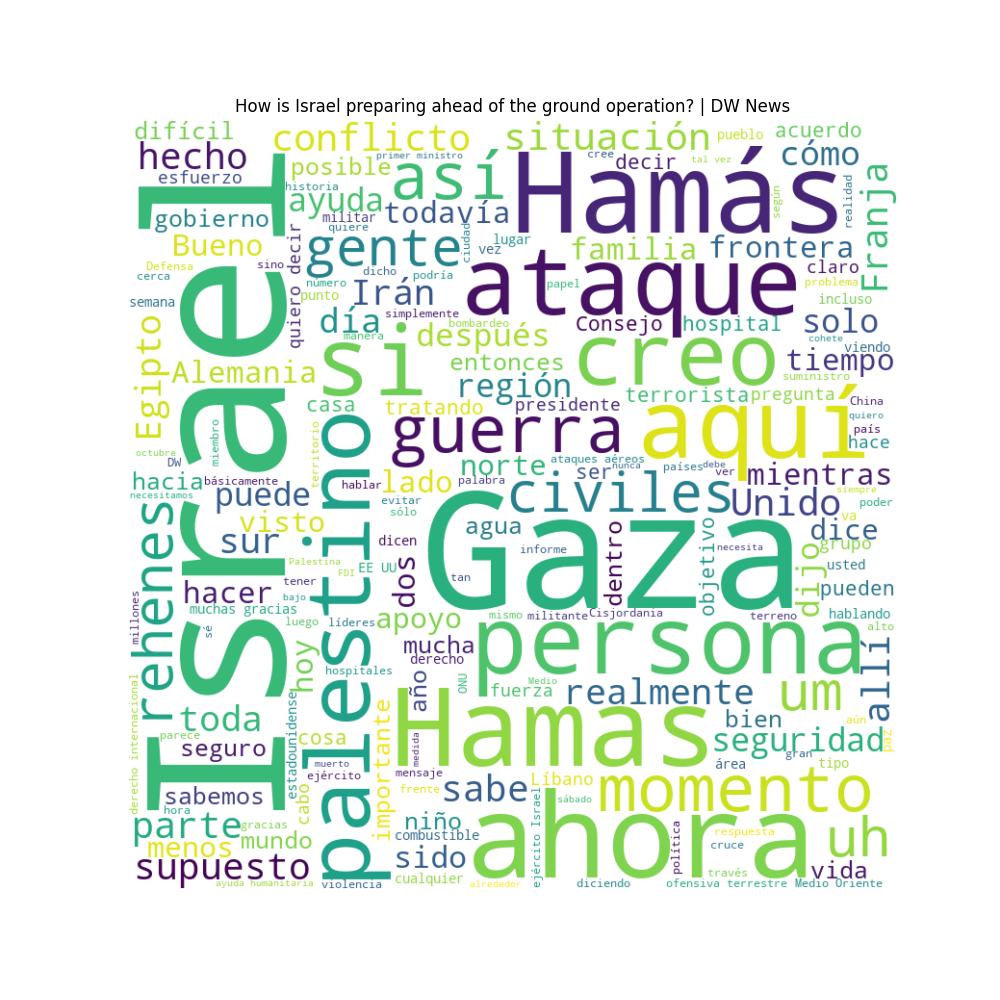 How is Israel preparing ahead of the ground operation? | DW News
difícil
conflicto
situación
pueblo
acuerdo
hecho
primer ministro
posible
así
cree
decir
tal vez
Hamás
cómo
esfuerzo
historia
ayuda
según
realidad
Franja
gobierno
militar
todavía
quiere
Bueno
gente
ciudad
vez
lugar
familia
frontera
Defensa
sino
cerca
quiero decir
dicho
podría
ataque
claro
semana
número
punto
Irán
papel
problema
incluso
Israel
día
simplemente
bombardeo
Consejo
hospital
solo
cohete
Egipto
manera
si
después
creo
viendo
Alemania
entonces
región
tiempo
suministro
terrorista
pregunta
casa
tratando
presidente
China
quiero
país
miembro
territorio
palestino
guerra
aquí
hace
octubre
DW
norte
ataques aéreos
nunca
países
debe
ver
hacia
básicamente
hablar
lado
palabra
ser
mientras
siempre
necesitamos
puede
evitar
sólo
civiles
Unido
poder
rehenes
visto
agua
dentro
objetivo
va
dice
sur
dicen
informe
necesita
grupo
Palestina
FDI
EE UU
dos
tan
Gaza
dijo
usted
hacer
tener
bajo
pueden
millones
muchas gracias
luego
líderes
apoyo
mismo
militante
Cisjordania
terreno
hablando
sé
hoy
mucha
persona
alto
allí
hospitales
derecho
ONU
Medio
derecho internacional
estadounidense
año
fuerza
realmente
um
toda
importante
Hamas
bien
aún
paz
parece
cosa
seguro
medida
seguridad
gran
muerto
ejército
mensaje
área
tipo
sabemos
cabo
frente
sabe
Líbano
momento
hora
sábado
parte
gracias
niño
ejército Israel
ahora
política
respuesta
uh
menos
mundo
combustible
cruce
supuesto
sido
través
vida
ayuda humanitaria
violencia
cualquier
alrededor
diciendo
ofensiva terrestre
Medio Oriente